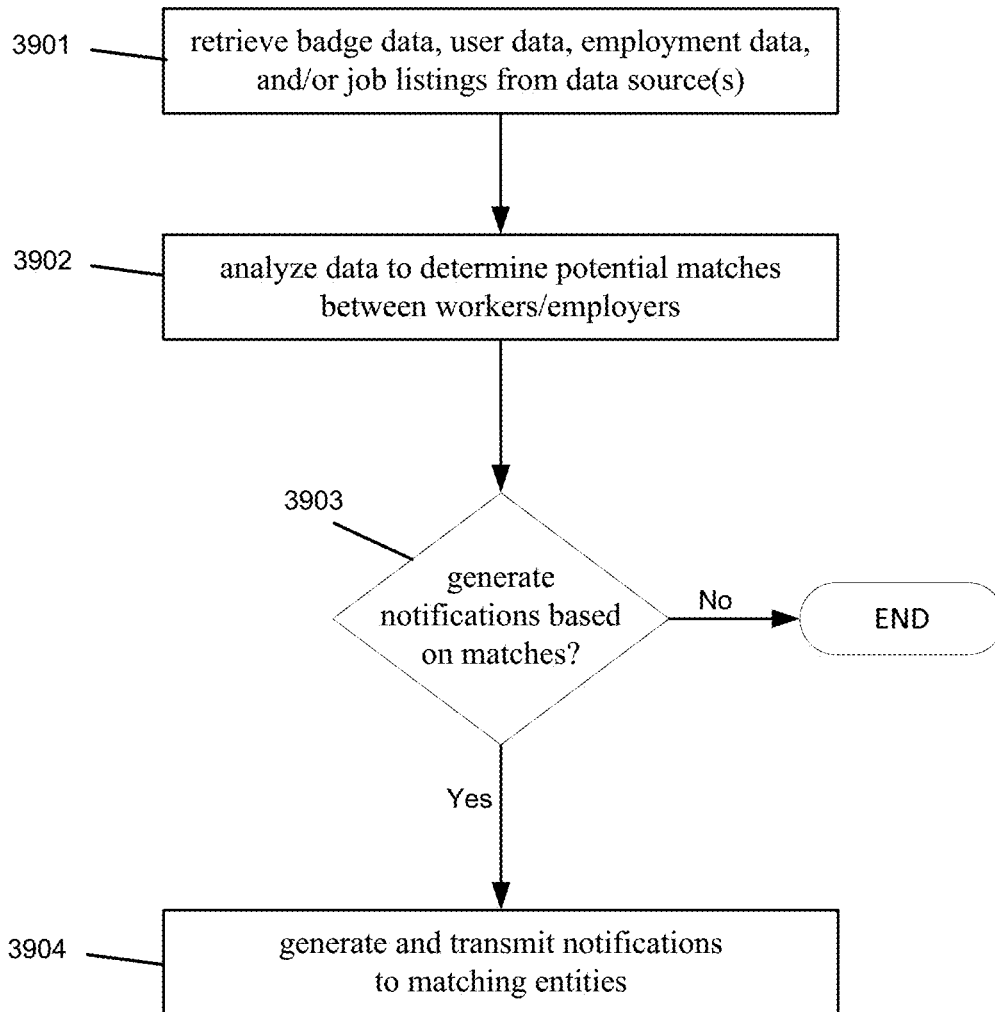 3901
retrieve badge data, user data, employment data,
and/or job listings from data source(s)
3902
analyze data to determine potential matches
between workers/employers
3903
generate
notifications based
on matches?
No
END
Yes
3904
generate and transmit notifications
to matching entities